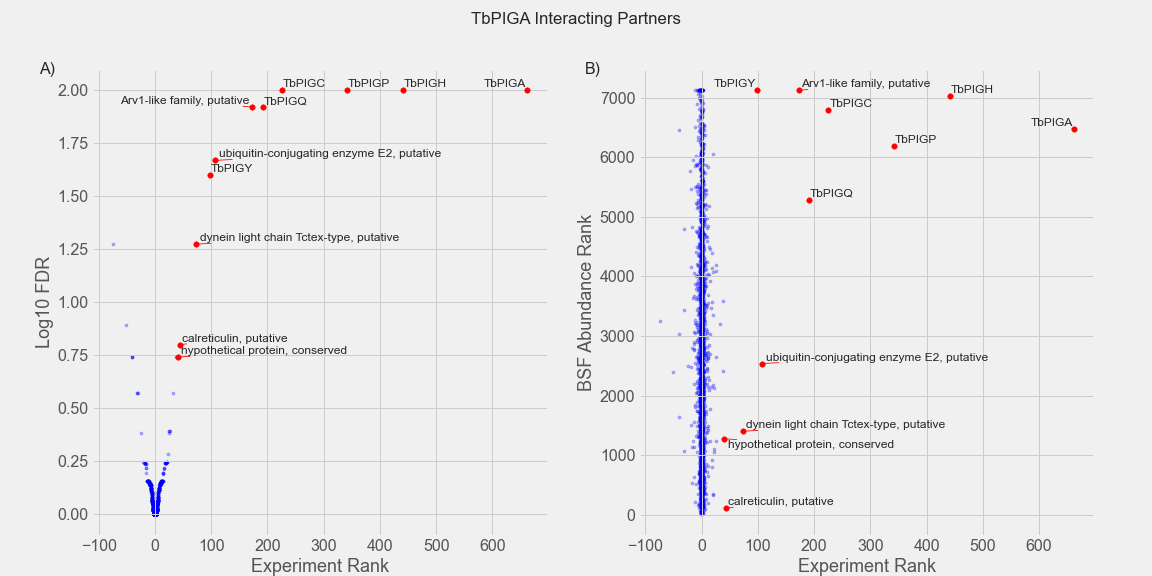 TbPIGA Interacting Partners
A)
TbPIGC
TbPIGP
TbPIGH
TbPIGA
Arv1-like family, putative
TbPIGQ
ubiquitin-conjugating enzyme E2, putative
TbPIGY
dynein light chain Tctex-type, putative
calreticulin, putative
hypothetical protein, conserved
2.00
1.75
1.50
1.25
1.00
0.75
0.50
0.25
0.00
Log10 FDR
−100 0 100 200 300 400 500 600
Experiment Rank
B)
TbPIGY
Arv1-like family, putative
TbPIGH
TbPIGC
TbPIGA
TbPIGP
TbPIGQ
ubiquitin-conjugating enzyme E2, putative
dynein light chain Tctex-type, putative
hypothetical protein, conserved
calreticulin, putative
7000
6000
5000
4000
3000
2000
1000
0
BSF Abundance Rank
−100 0 100 200 300 400 500 600
Experiment Rank